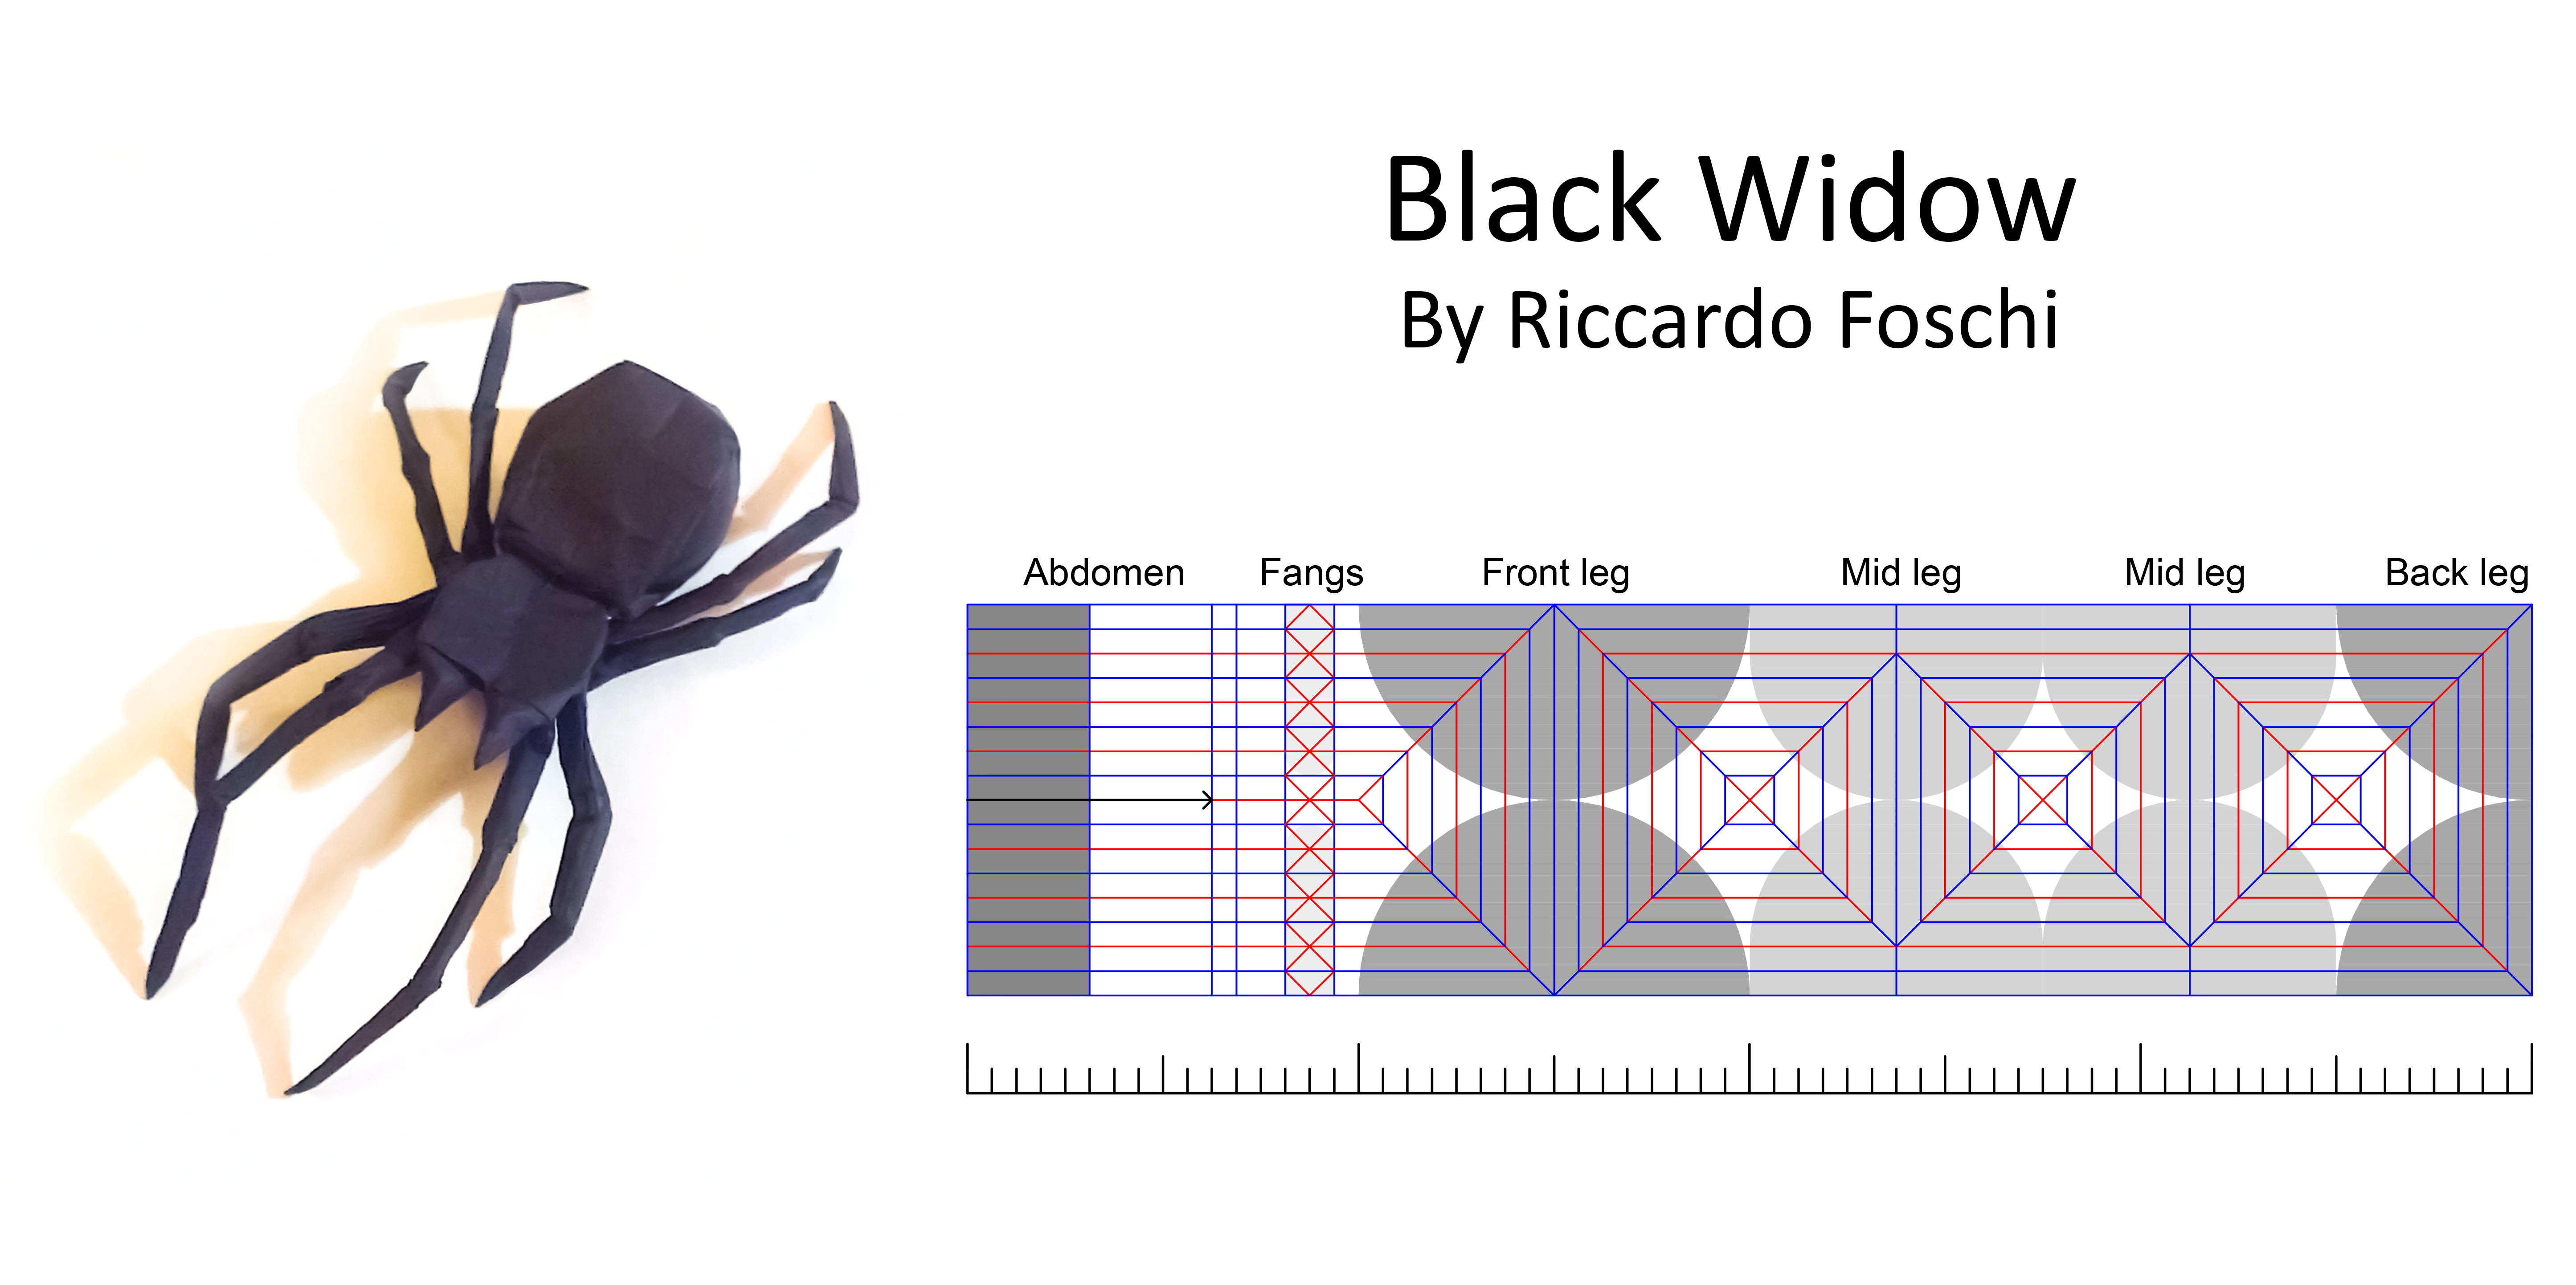 Black Widow
By Riccardo Foschi
Abdomen Fangs Front leg Mid leg Mid leg Back leg